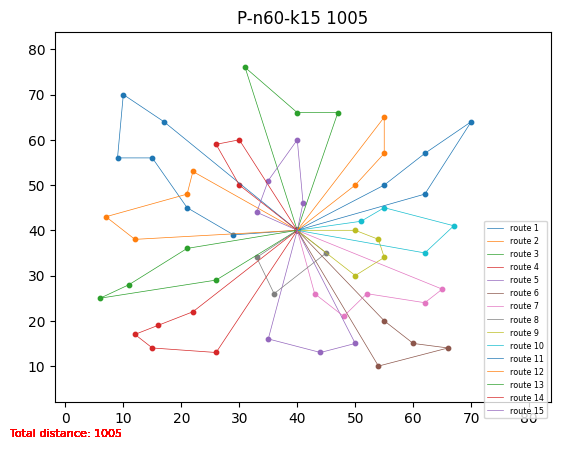 P-n60-k15 1005
80
70
60
50
40
30
20
10
0 10 20 30 40 50 60 70 80
route 1
route 2
route 3
route 4
route 5
route 6
route 7
route 8
route 9
route 10
route 11
route 12
route 13
route 14
route 15
Total distance: 1005